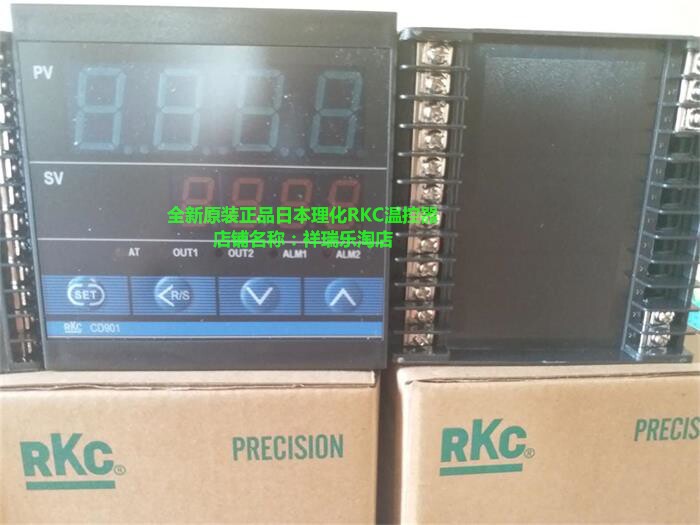 PV
8.8.8.8
SV
8888
全新原装正品日本理化RKC温控器
店铺名称：祥瑞乐淘店
AT OUT1 OUT2 ALM1 ALM2
SET <R/S
RKC CD901
RKC® PRECISION
RKC® PRECIS